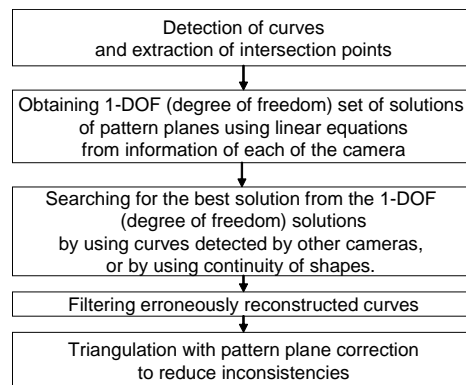 Detection of curves
and extraction of intersection points
Obtaining 1-DOF (degree of freedom) set of solutions
of pattern planes using linear equations
from information of each of the camera
Searching for the best solution from the 1-DOF
(degree of freedom) solutions
by using curves detected by other cameras,
or by using continuity of shapes.
Filtering erroneously reconstructed curves
Triangulation with pattern plane correction
to reduce inconsistencies